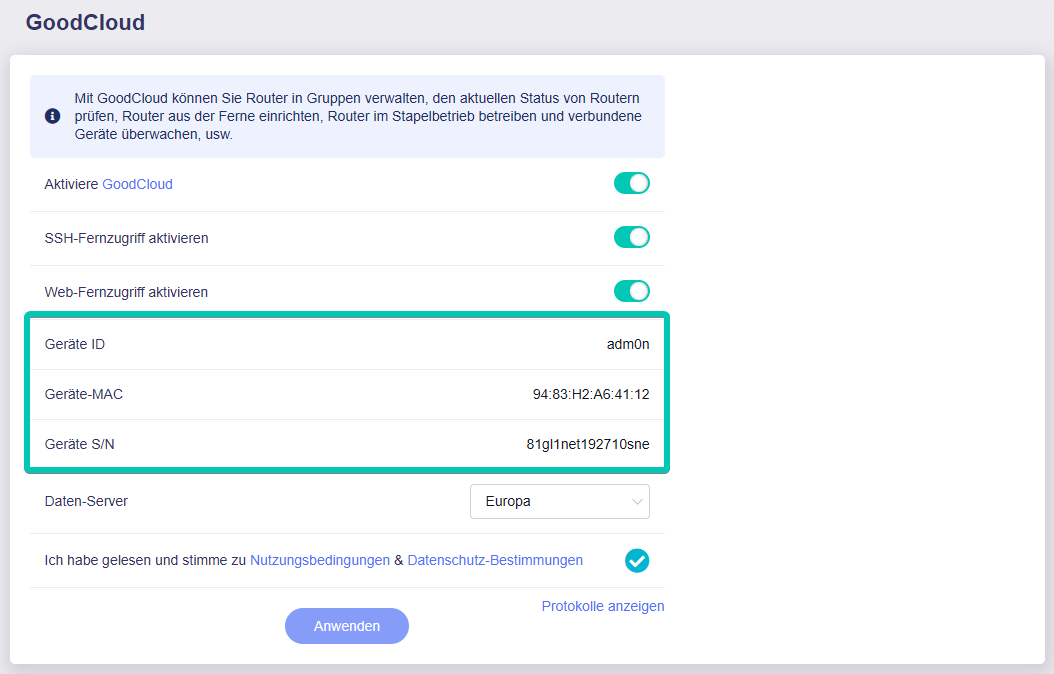 GoodCloud
Mit GoodCloud können Sie Router in Gruppen verwalten, den aktuellen Status von Routern
prüfen, Router aus der Ferne einrichten, Router im Stapelbetrieb betreiben und verbundene
Geräte überwachen, usw.
Aktiviere GoodCloud
SSH-Fernzugriff aktivieren
Web-Fernzugriff aktivieren
Geräte ID adm0n
Geräte-MAC 94:83:H2:A6:41:12
Geräte S/N 81gl1net192710sne
Daten-Server Europa
Ich habe gelesen und stimme zu Nutzungsbedingungen & Datenschutz-Bestimmungen
Protokolle anzeigen
Anwenden